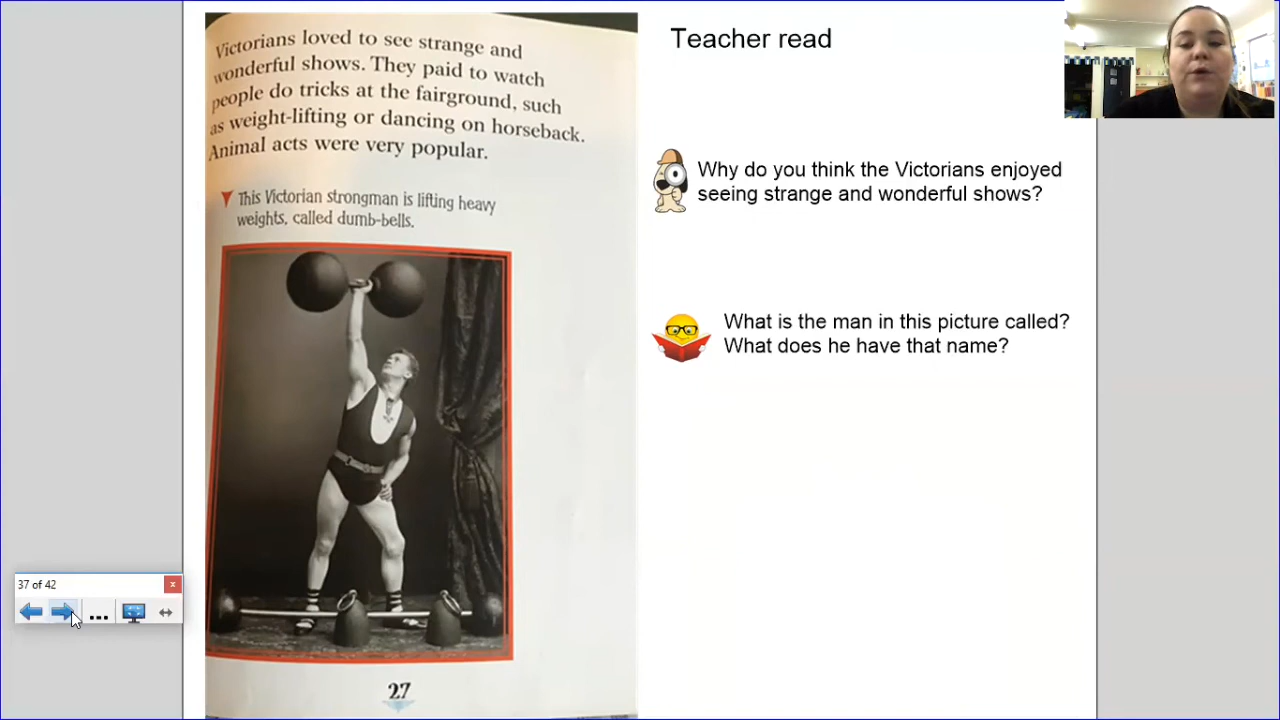 Victorians loved to see strange and
wonderful shows. They paid to watch
people do tricks at the fairground, such
as weight-lifting or dancing on horseback.
Animal acts were very popular.
This Victorian strongman is lifting heavy
weights, called dumb-bells.
27
Teacher read
Why do you think the Victorians enjoyed
seeing strange and wonderful shows?
What is the man in this picture called?
What does he have that name?
37 of 42